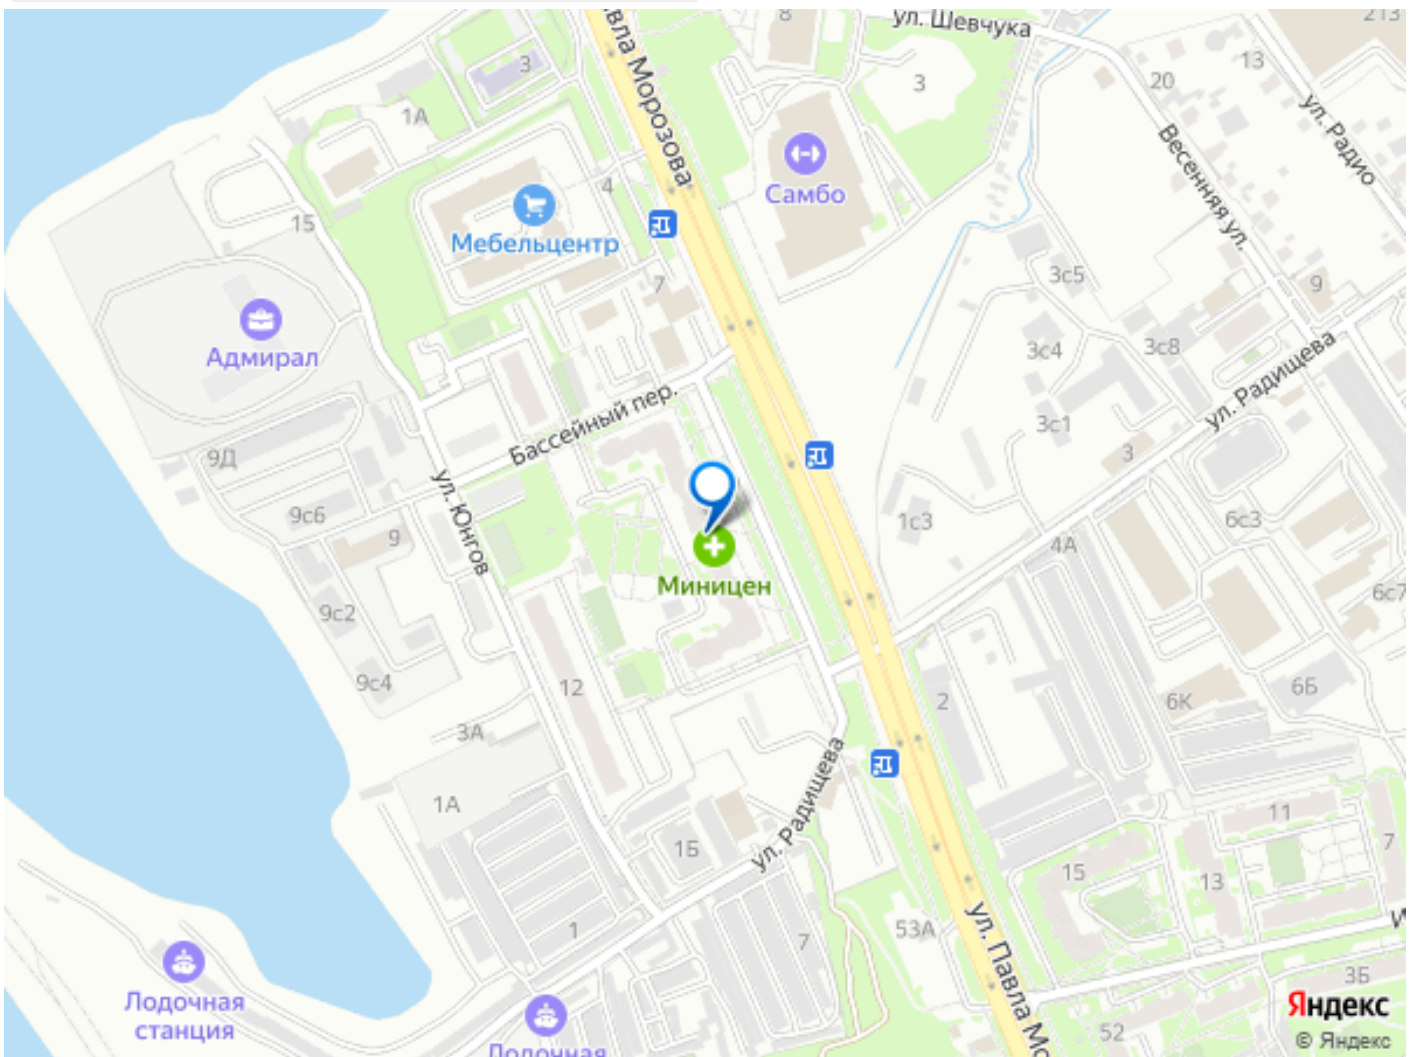 8
ул. Шевчука
213
3
3
20
13
1А
вла Морозова
ул. Радио
Самбо
Весенняя ул.
4
Мебельцентр
15
7
3с5
9
Адмирал
3с4
3с8
ул. Радищева
Бассейный пер.
3с1
3
9Д
ул. Юнгов
9с6
9
1с3
6с3
4А
Миницен
6с7
9с2
12
9с4
2
6К
6Б
3А
1А
ул. Радищева
11
1Б
7
15
13
1
7
53А
ул. Павла Мо
И
Лодочная
станция
3Б
52
Лодочная
Яндекс
© Яндекс